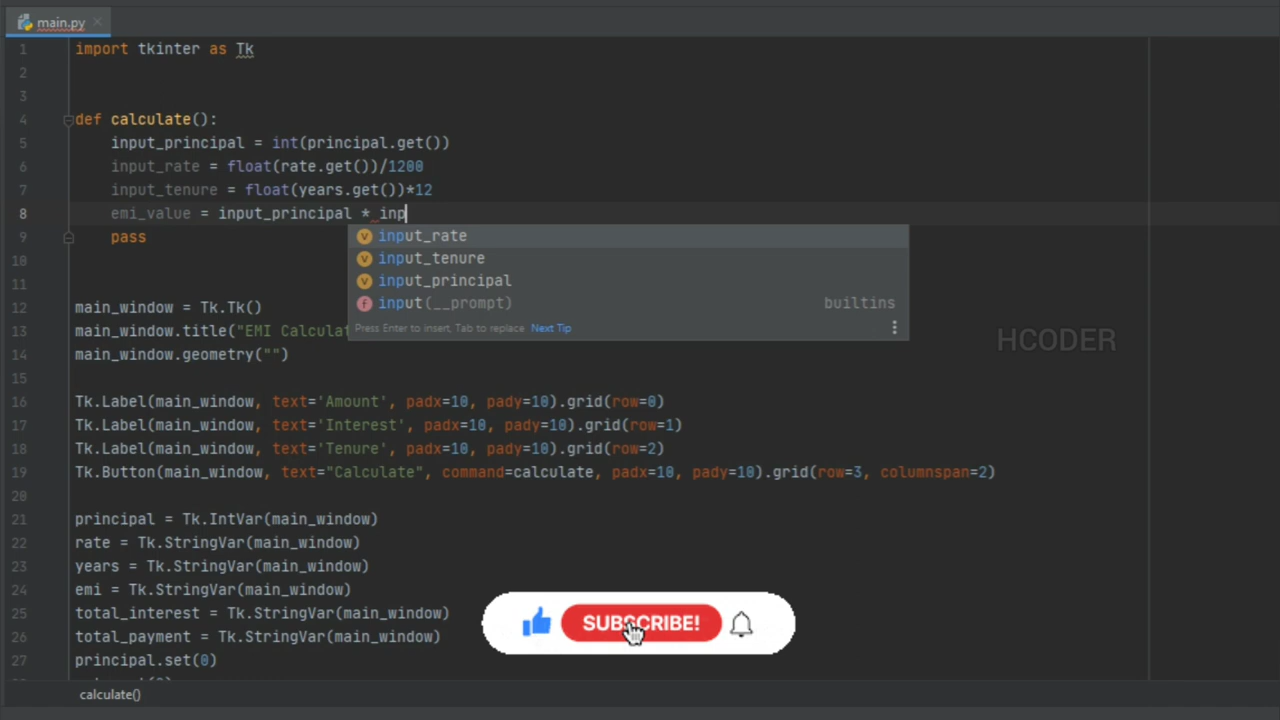 main.py
1 import tkinter as Tk
2
3
4 def calculate():
5 input_principal = int(principal.get())
6 input_rate = float(rate.get())/1200
7 input_tenure = float(years.get())*12
8 emi_value = input_principal * inp
input_rate
9 pass
input_tenure
10
input_principal
11
input(__prompt) builtins
12 main_window = Tk.Tk()
Press Enter to insert, Tab to replace Next Tip
13 main_window.title("EMI Calculat
HCODER
14 main_window.geometry("")
15
16 Tk.Label(main_window, text='Amount', padx=10, pady=10).grid(row=0)
17 Tk.Label(main_window, text='Interest', padx=10, pady=10).grid(row=1)
18 Tk.Label(main_window, text='Tenure', padx=10, pady=10).grid(row=2)
19 Tk.Button(main_window, text="Calculate", command=calculate, padx=10, pady=10).grid(row=3, columnspan=2)
20
21 principal = Tk.IntVar(main_window)
22 rate = Tk.StringVar(main_window)
23 years = Tk.StringVar(main_window)
24 emi = Tk.StringVar(main_window)
25 total_interest = Tk.StringVar(main_window)
SUBSCRIBE!
26 total_payment = Tk.StringVar(main_window)
27 principal.set(0)
calculate()